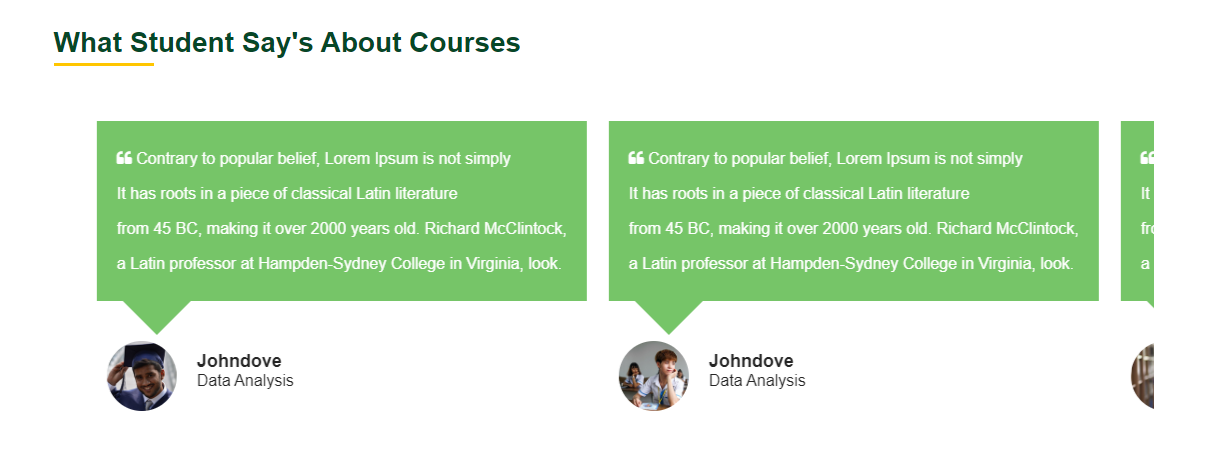 What Student Say's About Courses
❝ Contrary to popular belief, Lorem Ipsum is not simply
It has roots in a piece of classical Latin literature
from 45 BC, making it over 2000 years old. Richard McClintock,
a Latin professor at Hampden-Sydney College in Virginia, look.
Johndove
Data Analysis
❝ Contrary to popular belief, Lorem Ipsum is not simply
It has roots in a piece of classical Latin literature
from 45 BC, making it over 2000 years old. Richard McClintock,
a Latin professor at Hampden-Sydney College in Virginia, look.
Johndove
Data Analysis
❝
It
a